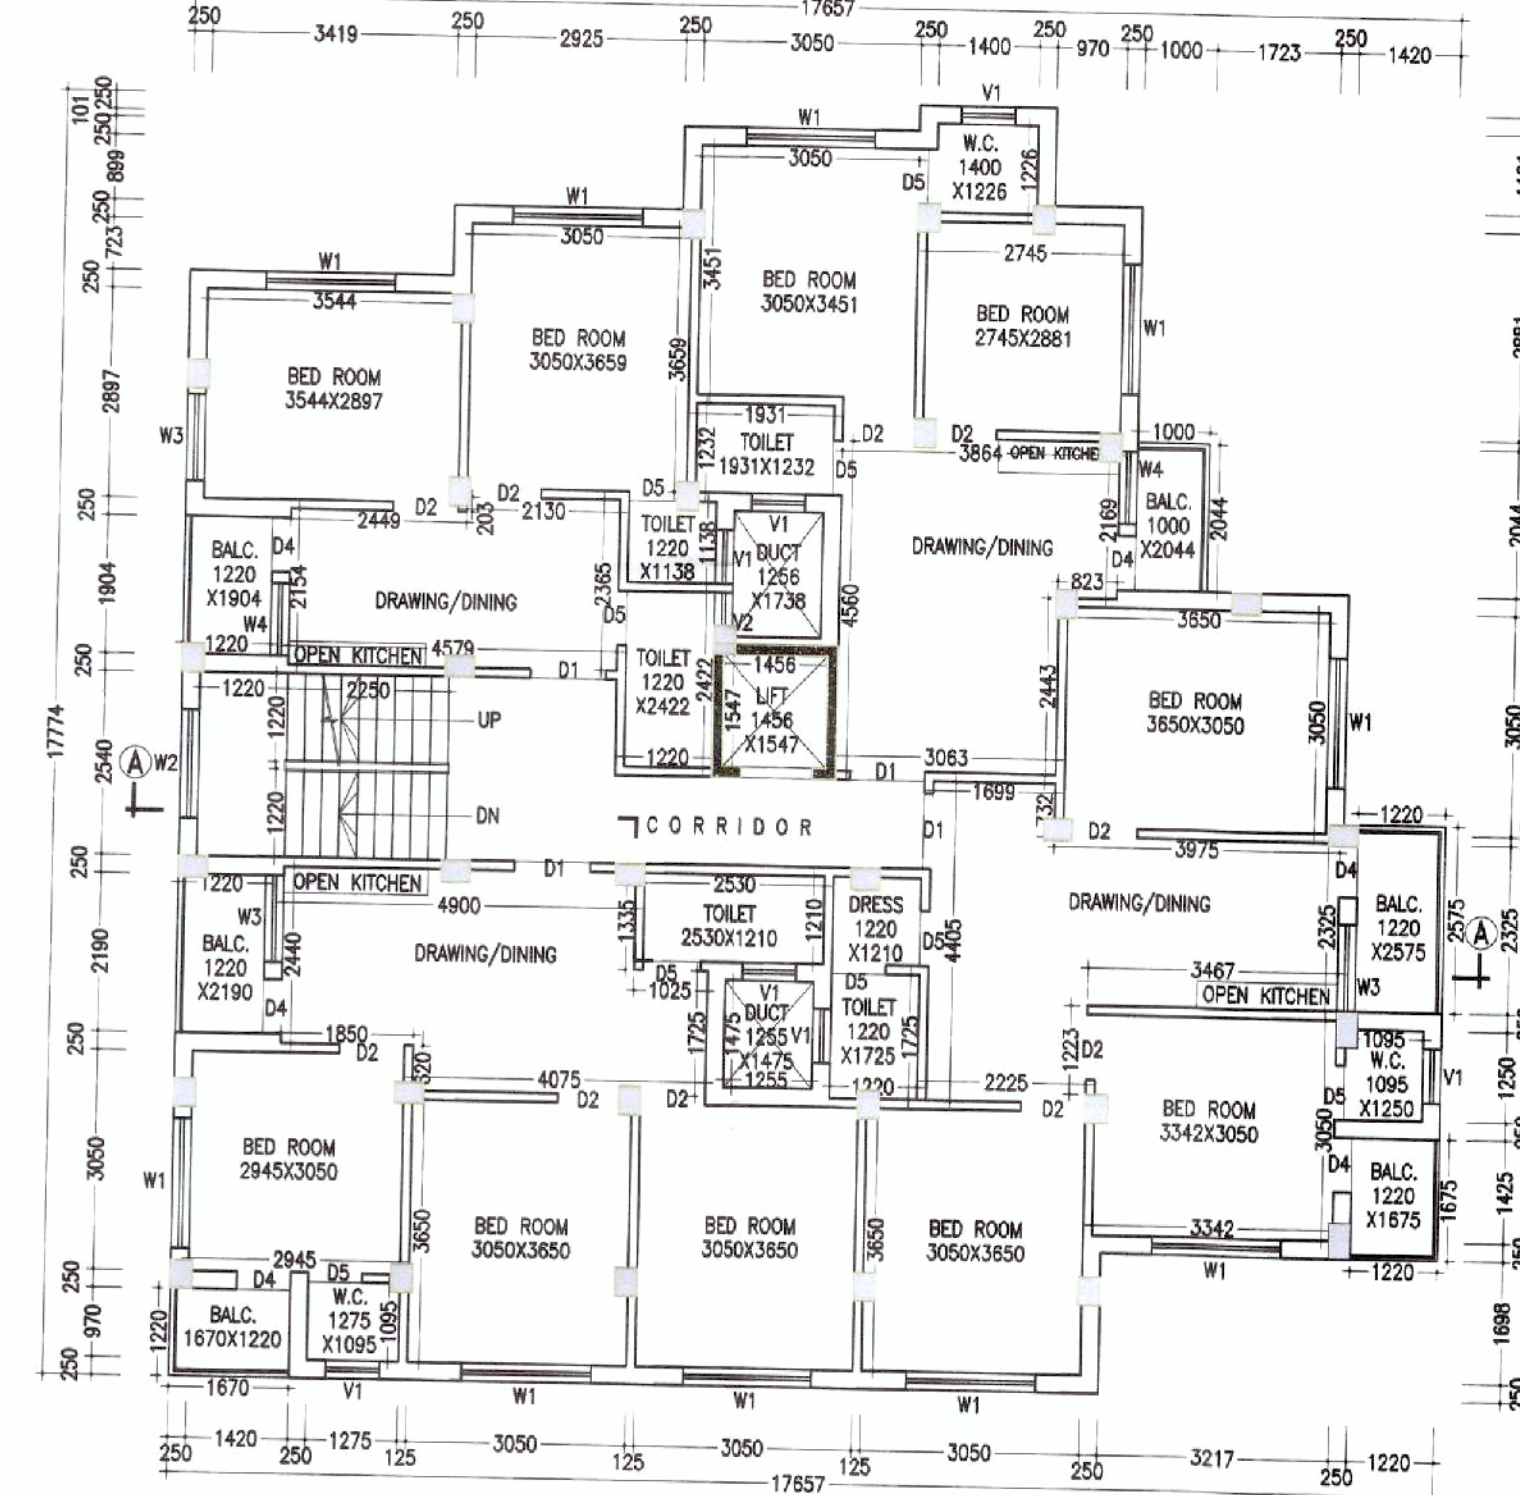 17657
250 250 250 250 250 250 250
3419 2925 3050 1400 970 1000 1723 1420
V1
W1
W.C.
1400
X1226
1226
3050
D5
W1
3050
2745
W1
3544
3451
BED ROOM
3050X3451
BED ROOM
2745X2881
W1
BED ROOM
3050X3659
3659
BED ROOM
3544X2897
W3
1931
TOILET
1931X1232
1232
D2
D5
D2
3864
OPEN KITCHEN
1000
W4
BALC.
1000
X2044
2044
2169
D4
D2
2449
203
D2
2130
D5
TOILET
1220
X1138
1138
V1
V1
DUCT
1256
X1738
V2
DRAWING/DINING
4560
823
BALC.
1220
X1904
D4
2154
W4
1220
DRAWING/DINING
2365
D5
OPEN KITCHEN
4579
D1
TOILET
1220
X2422
2422
1220
1456
LIFT
1456
X1547
1547
3650
2443
BED ROOM
3650X3050
3050
W1
1220
2250
1220
UP
1220
DN
A
W2
3063
D1
1699
D1
CORRIDOR
D2
3975
1220
D1
OPEN KITCHEN
4900
1220
W3
BALC.
1220
X2190
2440
D4
DRAWING/DINING
1335
2530
TOILET
2530X1210
1210
DRESS
1220
X1210
D5
4405
DRAWING/DINING
D4
2325
BALC.
1220
X2575
2575
A
3467
OPEN KITCHEN
W3
D5
1025
V1
DUCT
1255
X1475
1255
1475
1725
V1
D5
TOILET
1220
X1725
1725
1220
1850
D2
4075
D2
D2
2225
D2
1223
D2
1095
W.C.
1095
X1250
V1
D5
BED ROOM
3342X3050
3050
D4
BALC.
1220
X1675
1675
3342
W1
1220
BED ROOM
2945X3050
W1
2945
D4
D5
BALC.
1670X1220
1220
W.C.
1275
X1095
1095
3650
BED ROOM
3050X3650
BED ROOM
3050X3650
3650
BED ROOM
3050X3650
1670
V1
W1
W1
W1
250 1420 250 1275 125 3050 125 3050 125 3050 250 3217 250 1220
17657
101
250
250
899
250
723
250
2897
250
1904
250
2540
250
2190
250
3050
250
970
250
17774
2044
3050
2325
1250
1425
1698